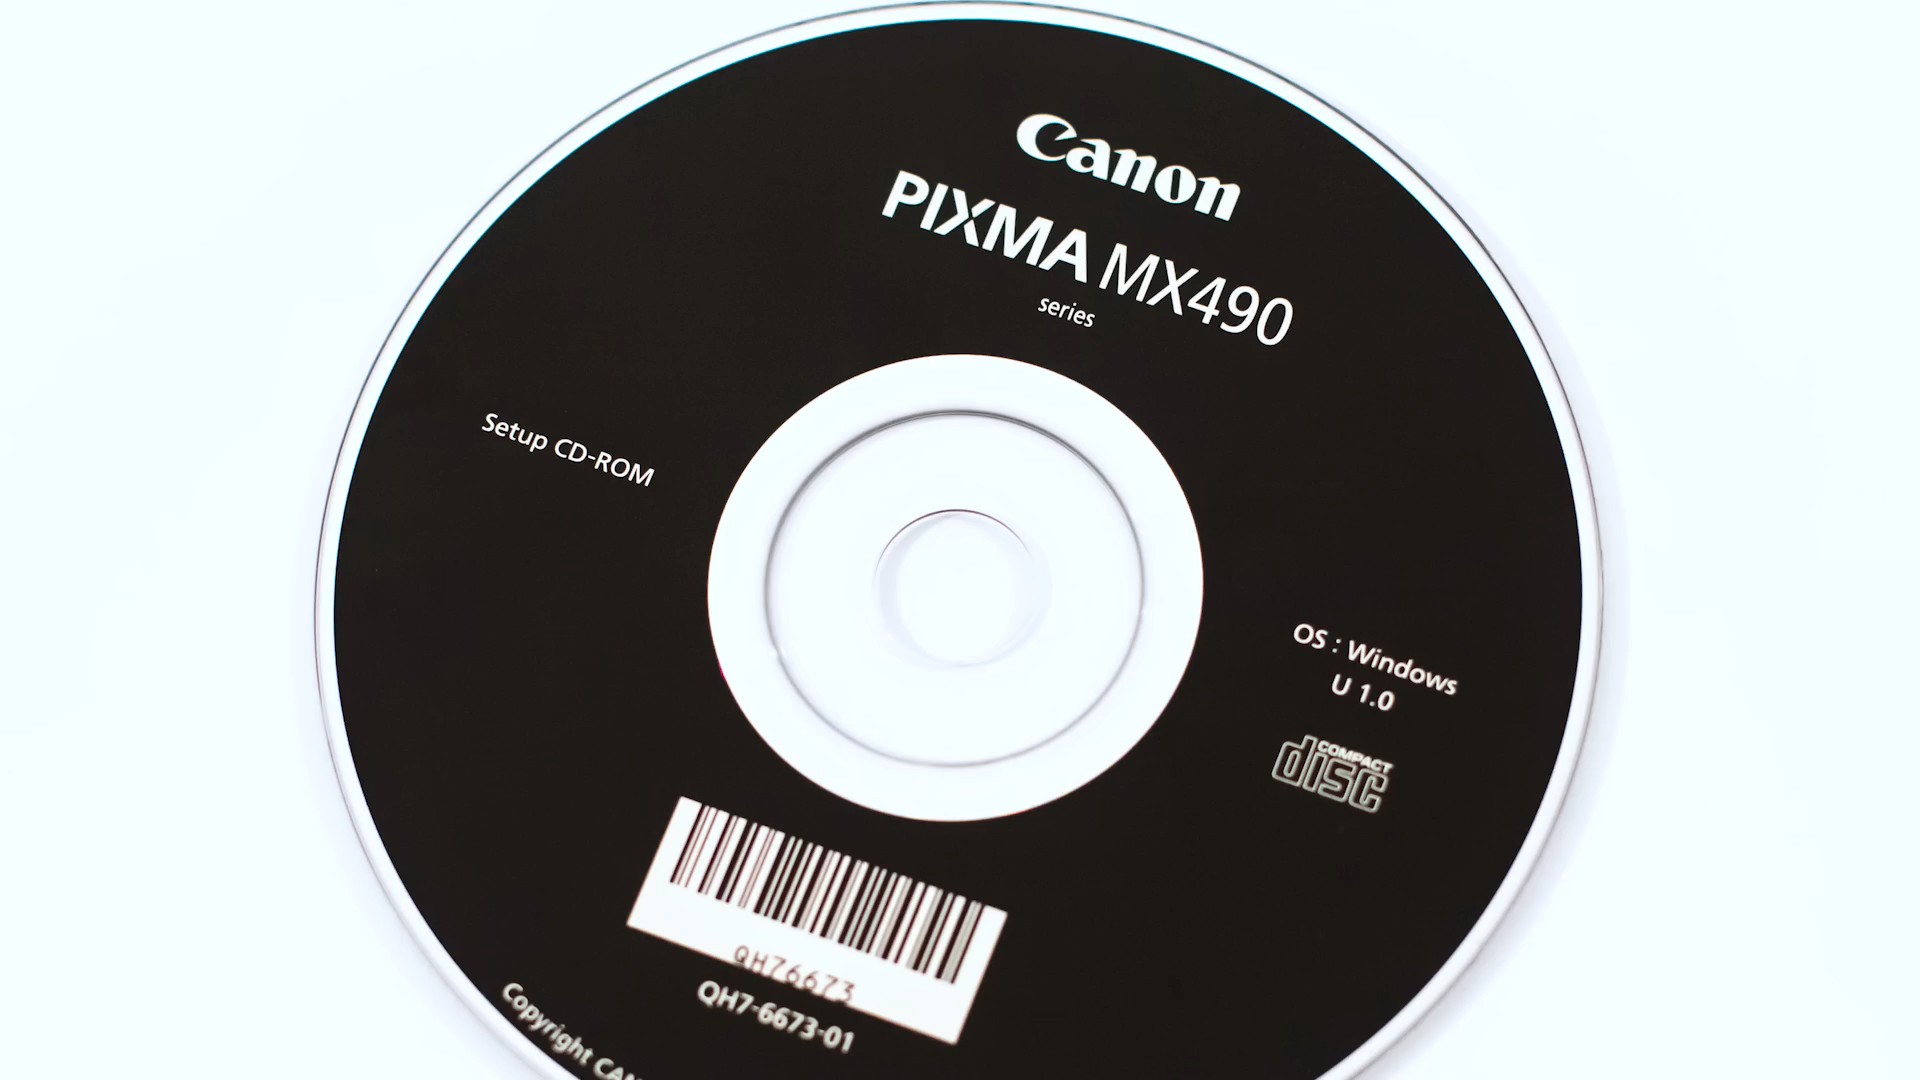 Canon
PIXMA MX490
series
Setup CD-ROM
OS : Windows
U 1.0
COMPACT
disc
QH76673
QH7-6673-01
Copyright